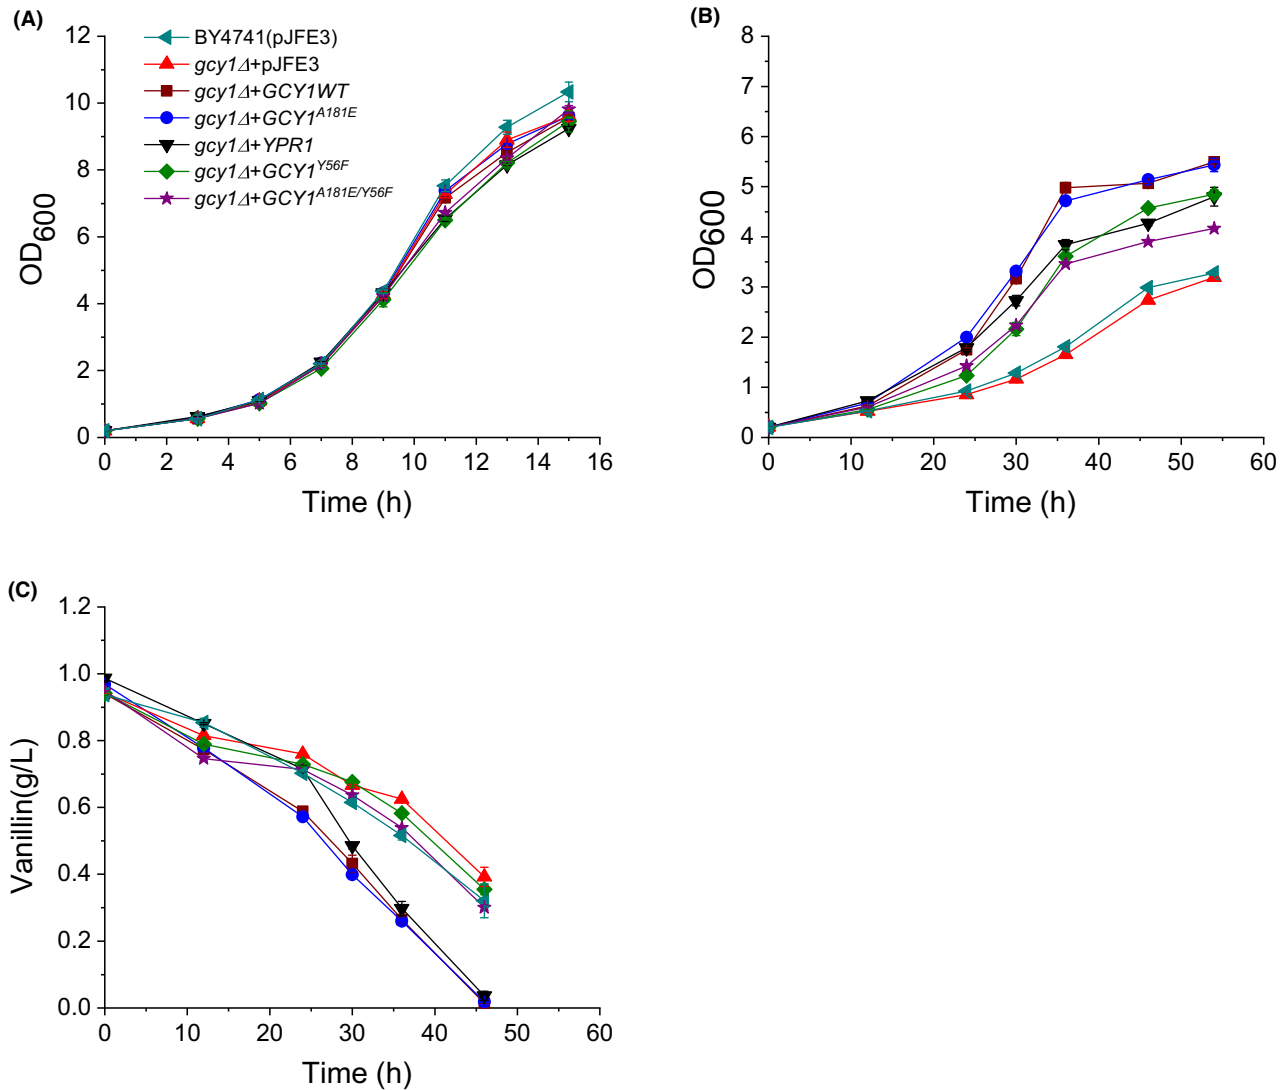 (A)
12
10
8
6
4
2
0
OD600
0 2 4 6 8 10 12 14 16
Time (h)
BY4741(pJFE3)
gcy1Δ+pJFE3
gcy1Δ+GCY1WT
gcy1Δ+GCY1A181E
gcy1Δ+YPR1
gcy1Δ+GCY1Y56F
gcy1Δ+GCY1A181E/Y56F
(B)
8
7
6
5
4
3
2
1
0
OD600
0 10 20 30 40 50 60
Time (h)
(C)
1.2
1.0
0.8
0.6
0.4
0.2
0.0
Vanillin(g/L)
0 10 20 30 40 50 60
Time (h)